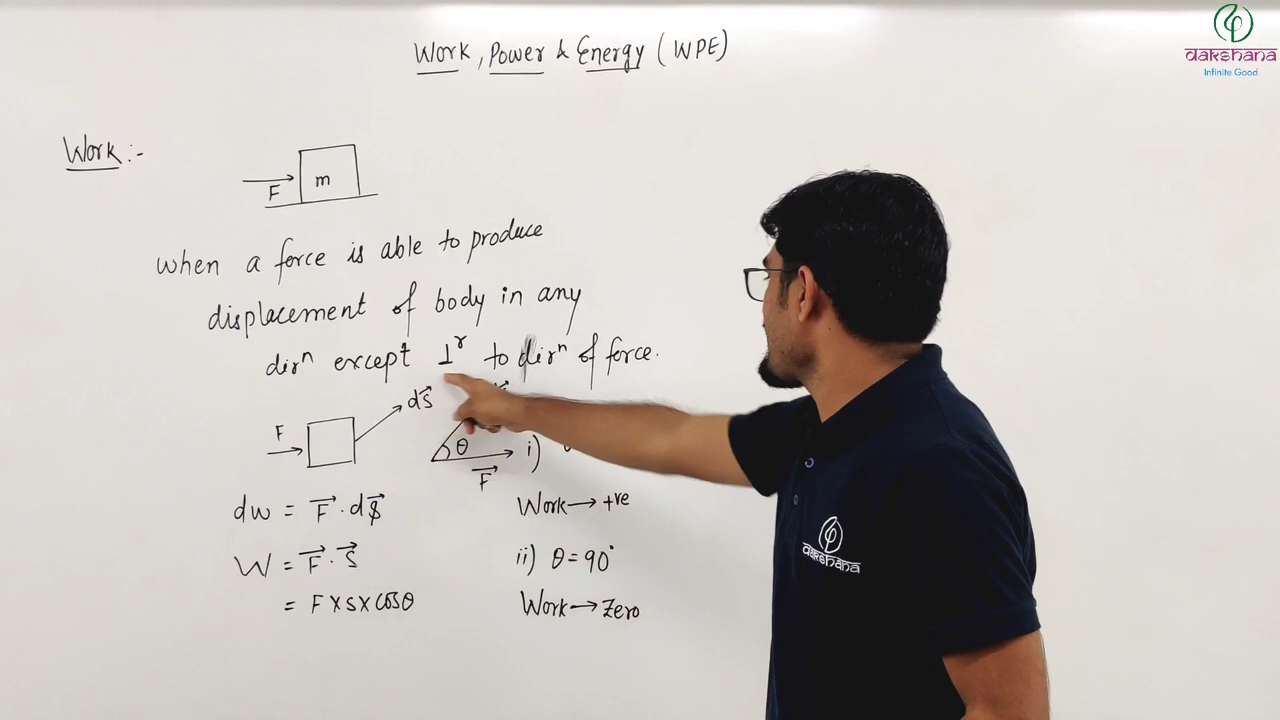 Work, Power & Energy (WPE)
dakshana
Infinite Good
Work :-
F
m
When a force is able to produce
displacement of body in any
dirⁿ except ⊥ʳ to dirⁿ of force.
F
ds⃗
θ
F⃗
i)
dw = F⃗ . ds⃗
Work → +ve
W = F⃗ . s⃗
ii) θ = 90°
= F × s × cosθ
Work → Zero
dakshana